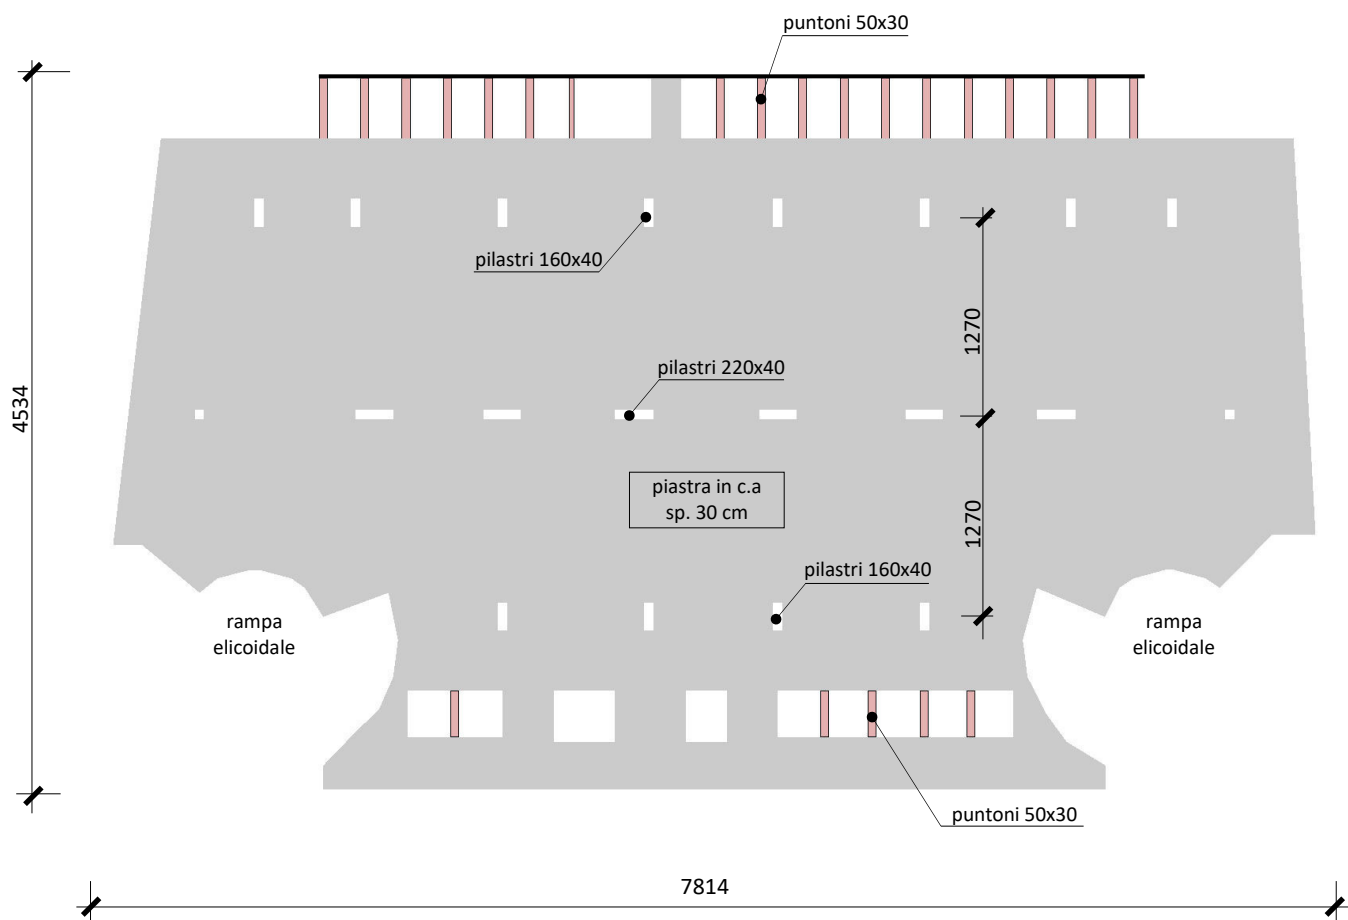 puntoni 50x30
pilastri 160x40
1270
pilastri 220x40
4534
piastra in c.a
sp. 30 cm
1270
pilastri 160x40
rampa
elicoidale
rampa
elicoidale
puntoni 50x30
7814